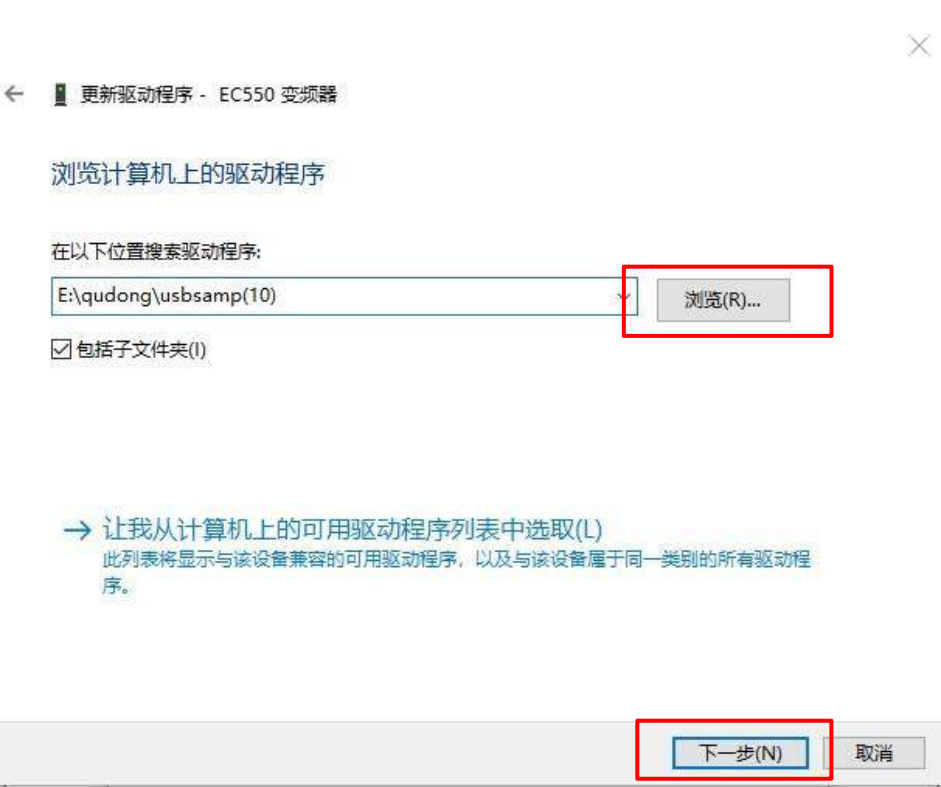 更新驱动程序 - EC550 变频器
浏览计算机上的驱动程序
在以下位置搜索驱动程序:
E:\qudong\usbsamp(10)
浏览(R)...
包括子文件夹(I)
让我从计算机上的可用驱动程序列表中选取(L)
此列表将显示与该设备兼容的可用驱动程序，以及与该设备属于同一类别的所有驱动程
序。
下一步(N)
取消